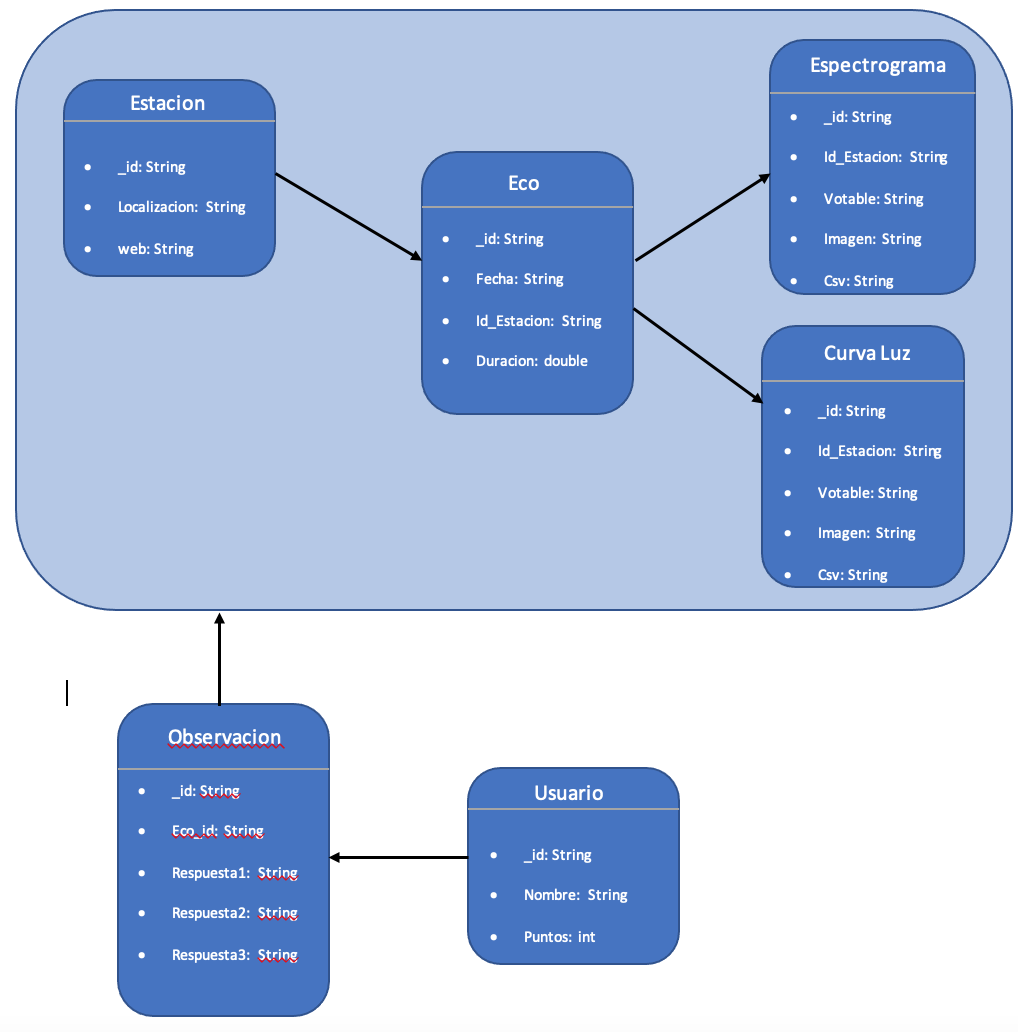 Estacion
_id: String
Localizacion: String
web: String
Eco
_id: String
Fecha: String
Id_Estacion: String
Duracion: double
Espectrograma
_id: String
Id_Estacion: String
Votable: String
Imagen: String
Csv: String
Curva Luz
_id: String
Id_Estacion: String
Votable: String
Imagen: String
Csv: String
Observacion
_id: String
Eco_id: String
Respuesta1: String
Respuesta2: String
Respuesta3: String
Usuario
_id: String
Nombre: String
Puntos: int